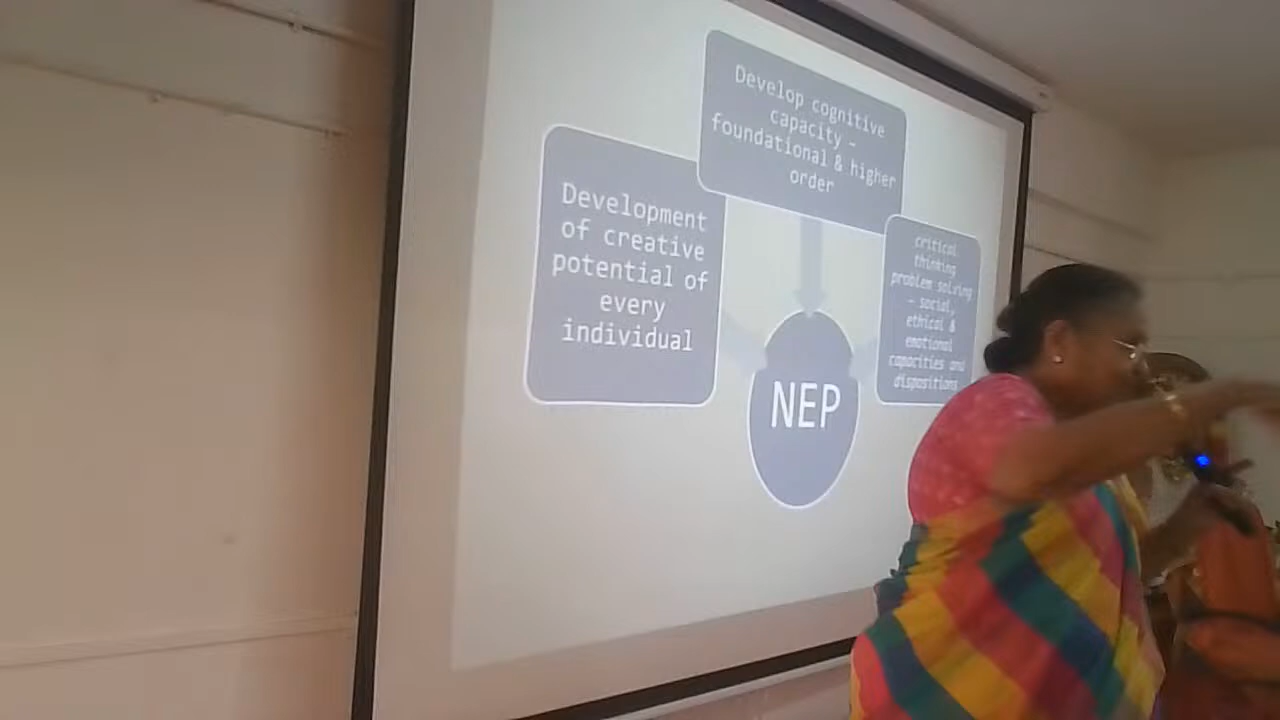 Develop cognitive
capacity –
foundational & higher
order
Development
of creative
potential of
every
individual
critical
thinking
problem solving
– social,
ethical &
emotional
capacities and
dispositions
NEP